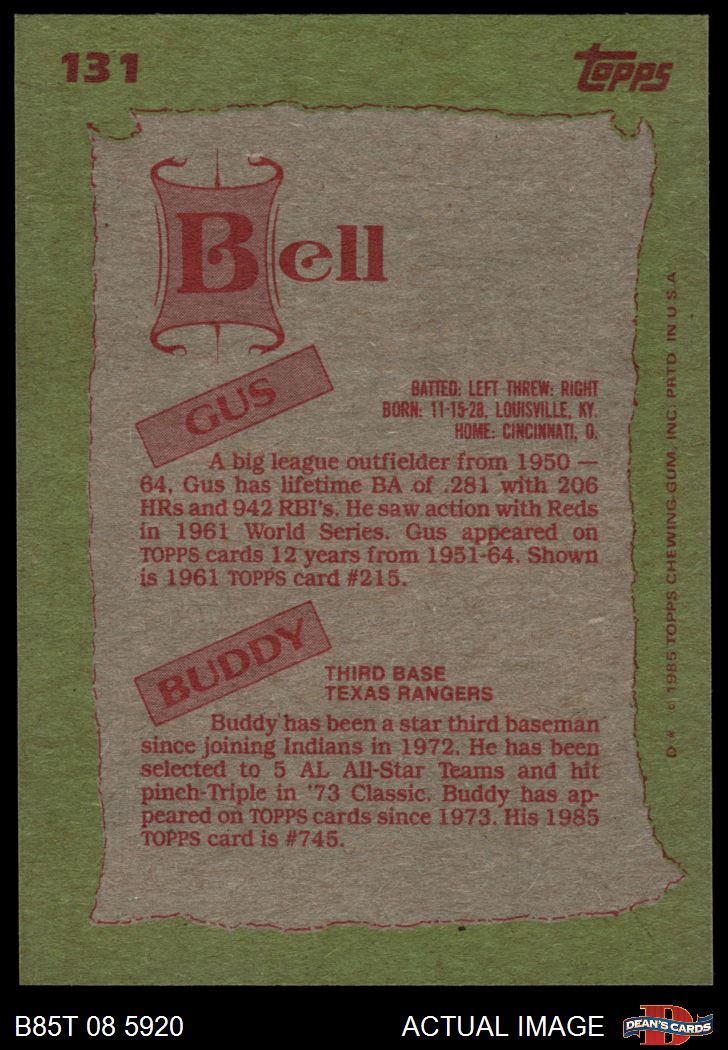 131
TOPPS
Bell
GUS
BATTED: LEFT THREW: RIGHT
BORN: 11-15-28, LOUISVILLE, KY.
HOME: CINCINNATI, O.
A big league outfielder from 1950 —
64, Gus has lifetime BA of .281 with 206
HRs and 942 RBI's. He saw action with Reds
in 1961 World Series. Gus appeared on
TOPPS cards 12 years from 1951-64. Shown
is 1961 TOPPS card #215.
BUDDY
THIRD BASE
TEXAS RANGERS
Buddy has been a star third baseman
since joining Indians in 1972. He has been
selected to 5 AL All-Star Teams and hit
pinch-Triple in '73 Classic. Buddy has ap-
peared on TOPPS cards since 1973. His 1985
TOPPS card is #745.
D* © 1985 TOPPS CHEWING GUM, INC. PRTD. IN U.S.A.
B85T 08 5920
ACTUAL IMAGE
D
DEAN'S CARDS